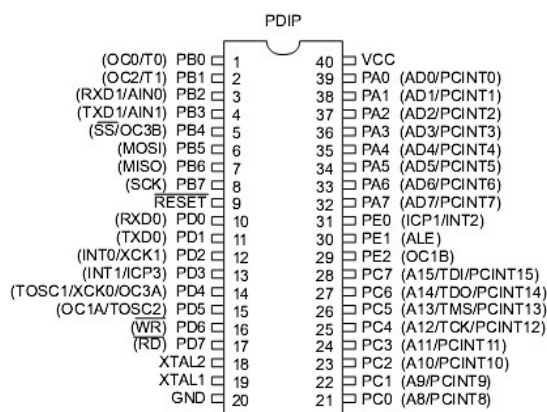 PDIP
(OC0/T0) PB0 1 40 VCC
(OC2/T1) PB1 2 39 PA0 (AD0/PCINT0)
(RXD1/AIN0) PB2 3 38 PA1 (AD1/PCINT1)
(TXD1/AIN1) PB3 4 37 PA2 (AD2/PCINT2)
(SS/OC3B) PB4 5 36 PA3 (AD3/PCINT3)
(MOSI) PB5 6 35 PA4 (AD4/PCINT4)
(MISO) PB6 7 34 PA5 (AD5/PCINT5)
(SCK) PB7 8 33 PA6 (AD6/PCINT6)
RESET 9 32 PA7 (AD7/PCINT7)
(RXD0) PD0 10 31 PE0 (ICP1/INT2)
(TXD0) PD1 11 30 PE1 (ALE)
(INT0/XCK1) PD2 12 29 PE2 (OC1B)
(INT1/ICP3) PD3 13 28 PC7 (A15/TDI/PCINT15)
(TOSC1/XCK0/OC3A) PD4 14 27 PC6 (A14/TDO/PCINT14)
(OC1A/TOSC2) PD5 15 26 PC5 (A13/TMS/PCINT13)
(WR) PD6 16 25 PC4 (A12/TCK/PCINT12)
(RD) PD7 17 24 PC3 (A11/PCINT11)
XTAL2 18 23 PC2 (A10/PCINT10)
XTAL1 19 22 PC1 (A9/PCINT9)
GND 20 21 PC0 (A8/PCINT8)